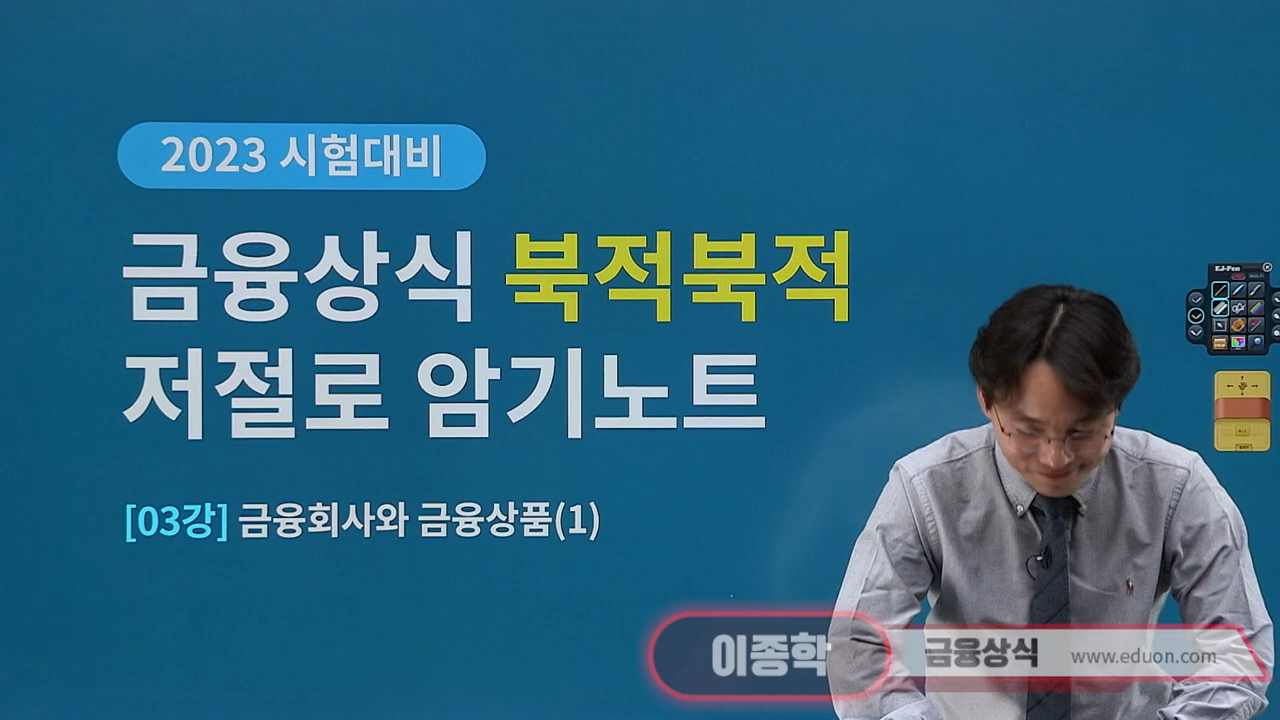 2023 시험대비
금융상식 북적북적
저절로 암기노트
[03강] 금융회사와 금융상품(1)
EJ-Pen
이종학
금융상식 www.eduon.com